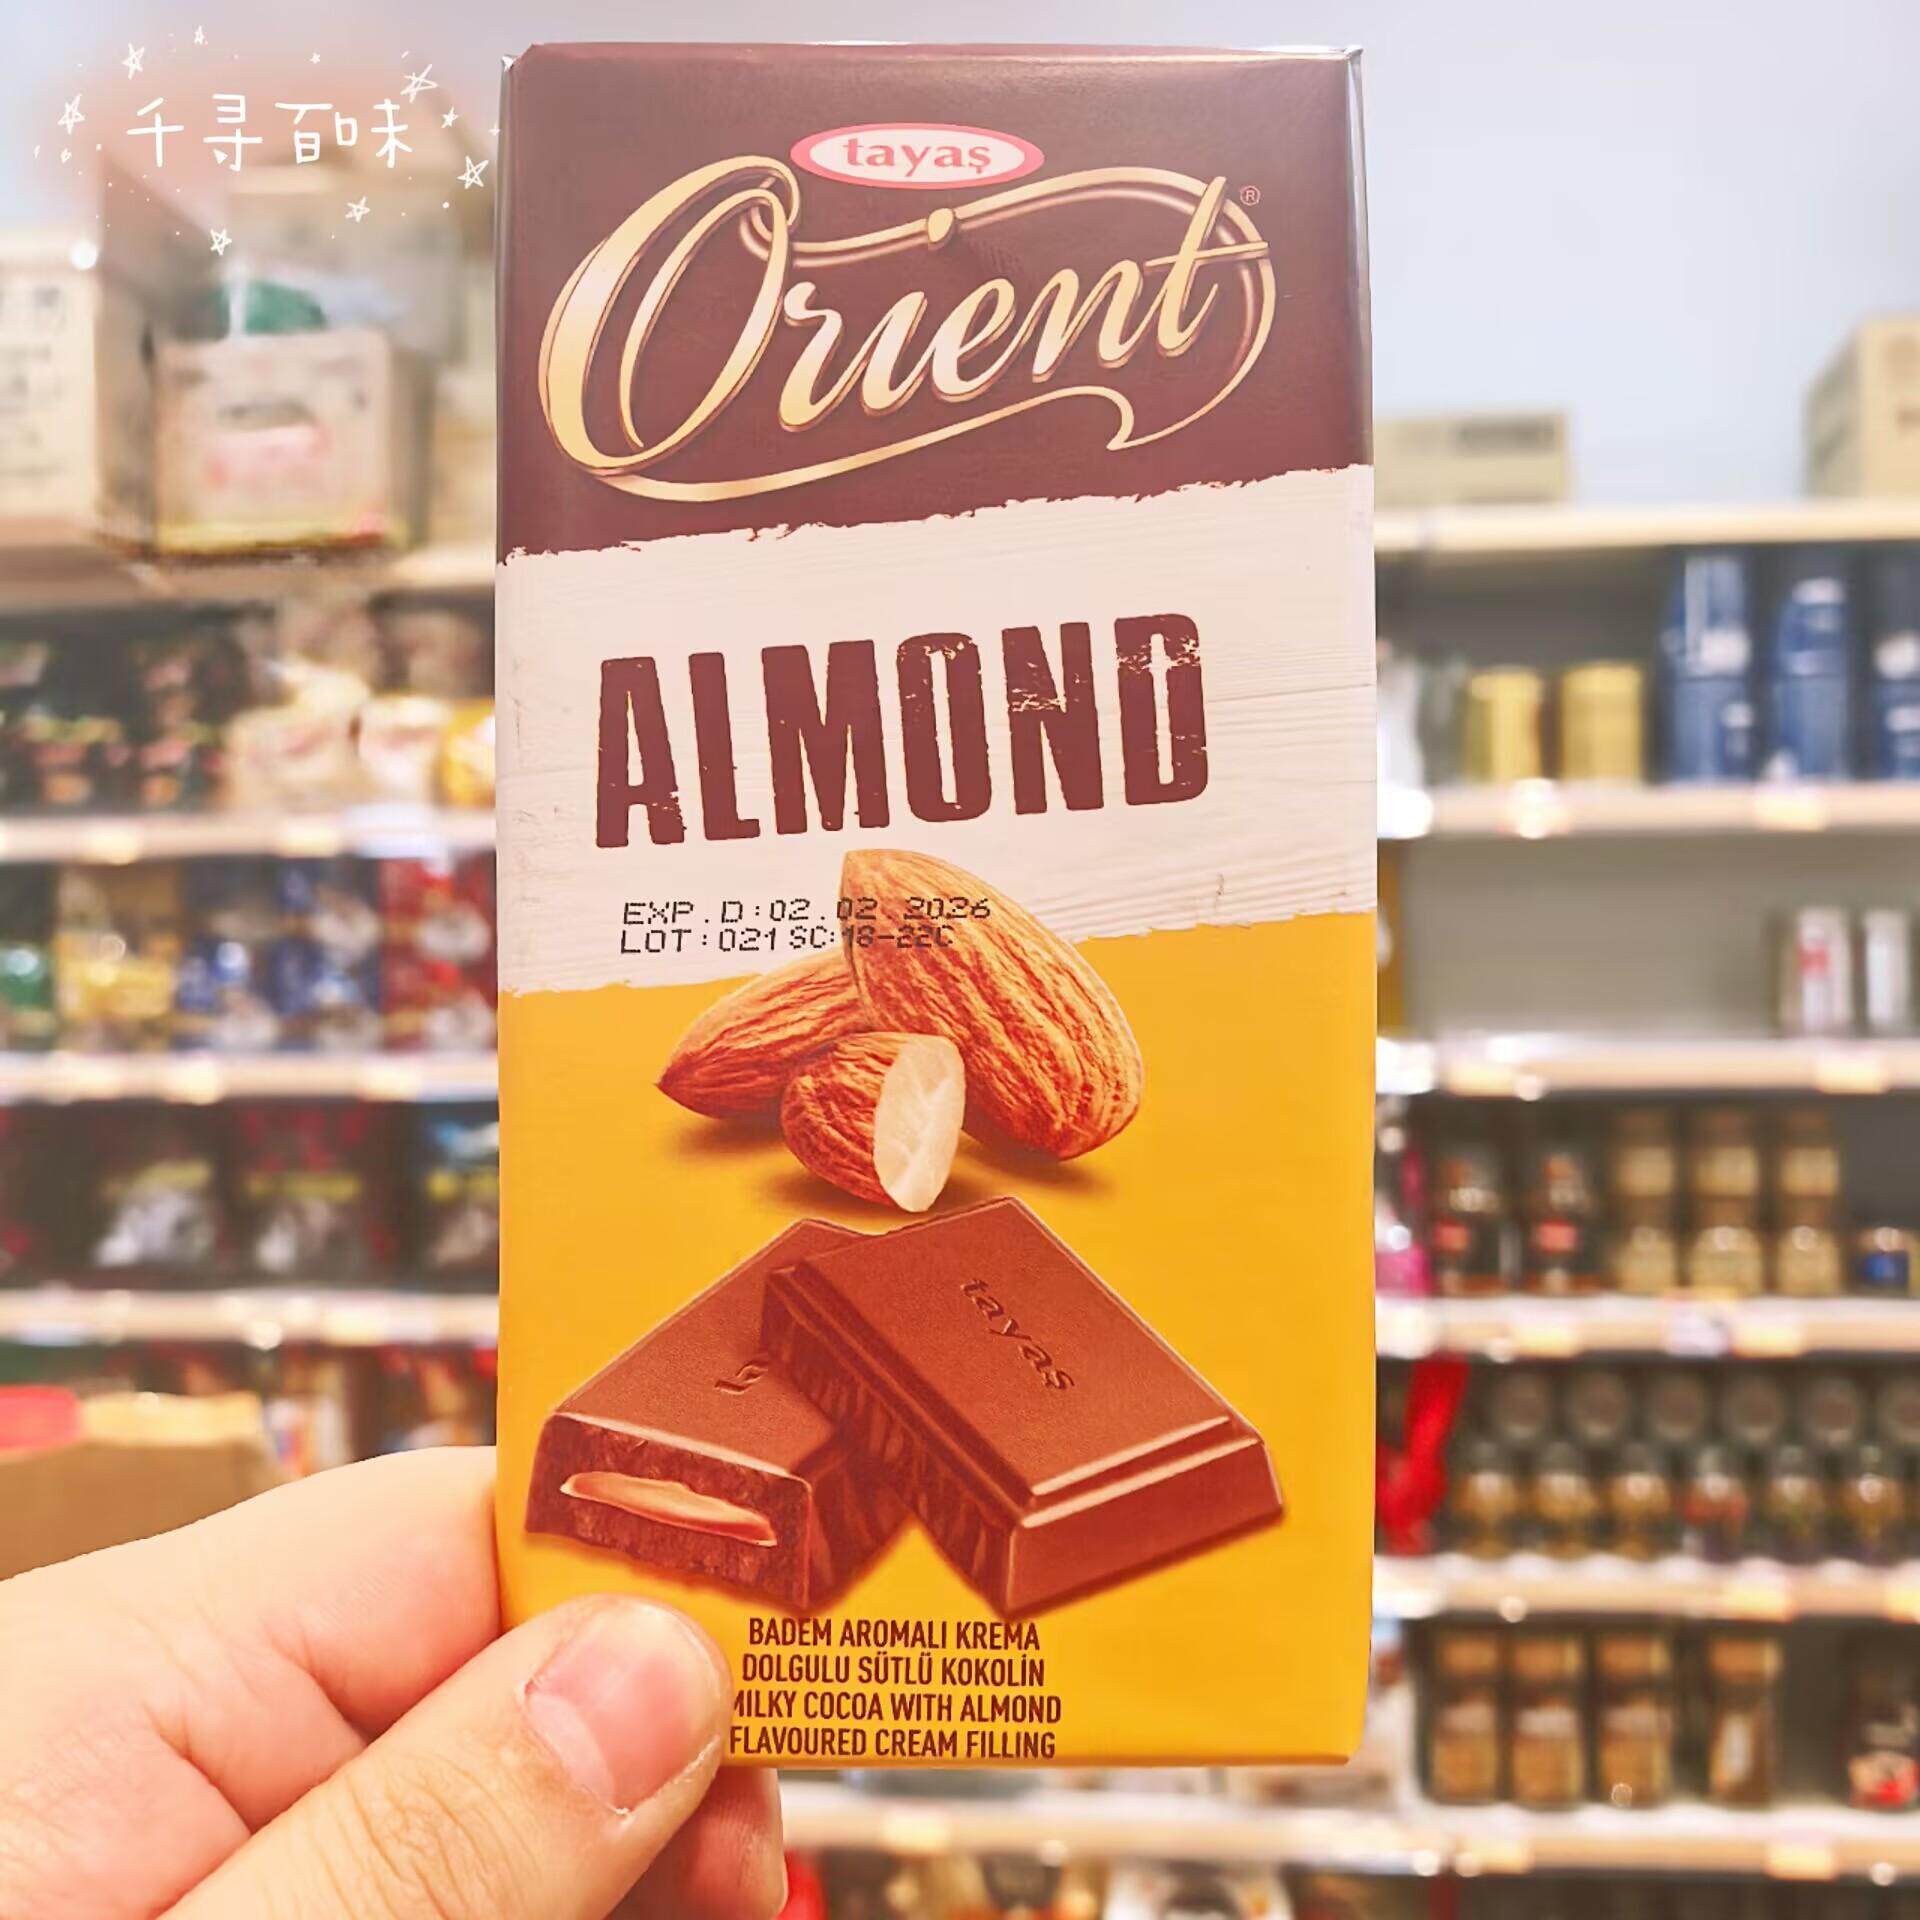 千寻百味
tayaş
Orient®
ALMOND
EXP.D:02.02.2026
LOT:021 SC:18-22C
tayaş
BADEM AROMALI KREMA
DOLGULU SÜTLÜ KOKOLİN
MILKY COCOA WITH ALMOND
FLAVOURED CREAM FILLING